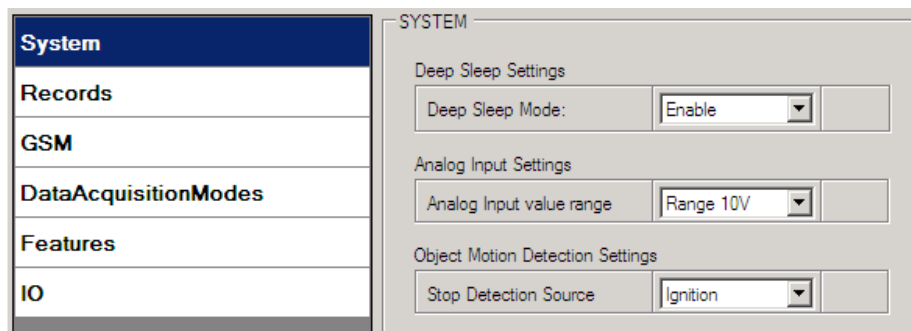 System
Records
GSM
DataAcquisitionModes
Features
IO
SYSTEM
Deep Sleep Settings
Deep Sleep Mode: Enable
Analog Input Settings
Analog Input value range Range 10V
Object Motion Detection Settings
Stop Detection Source Ignition